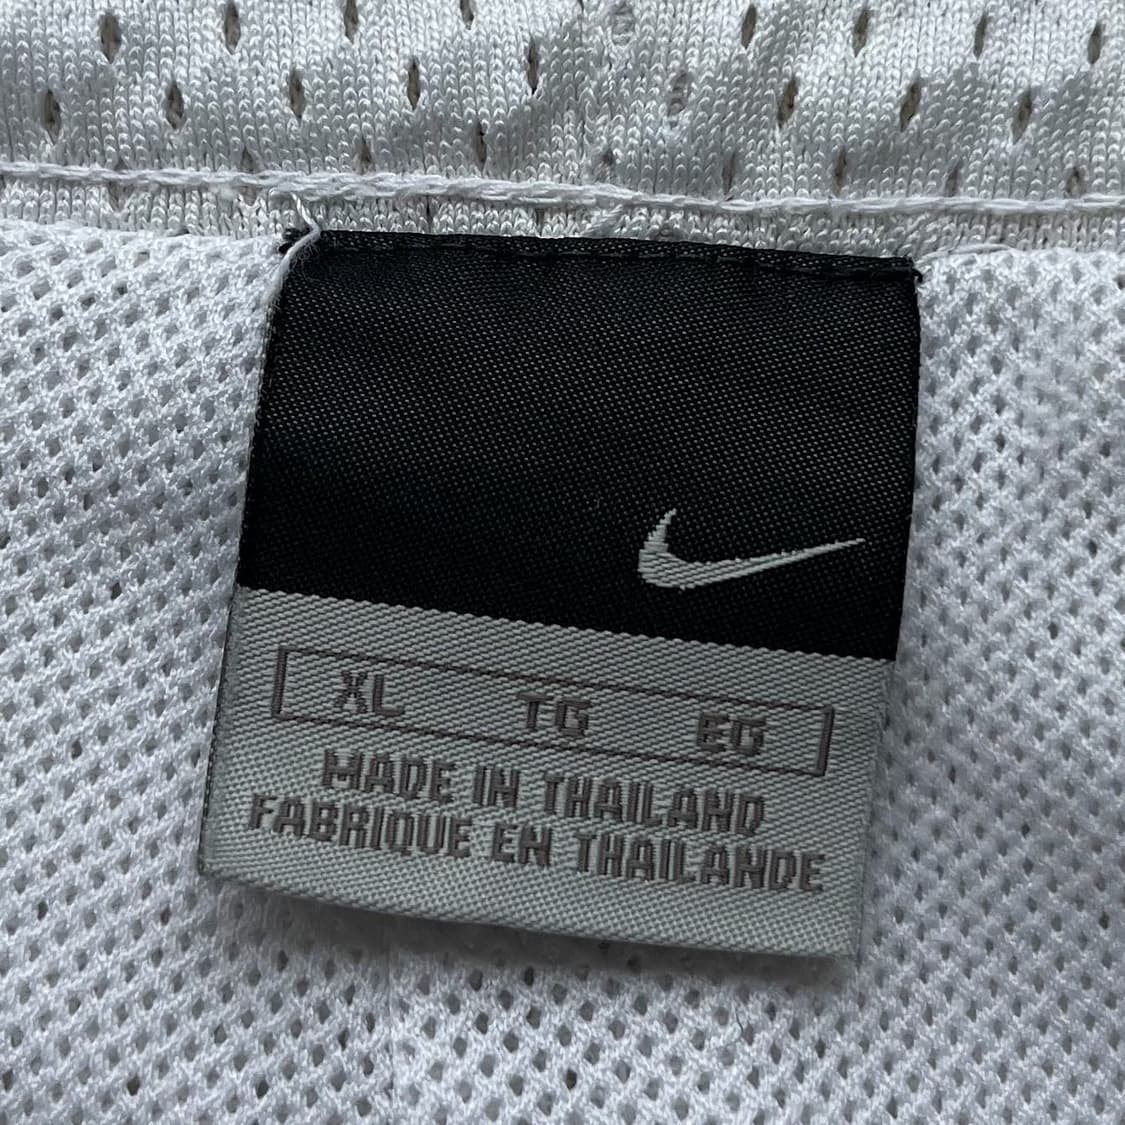 XL TG EG
MADE IN THAILAND
FABRIQUE EN THAILANDE